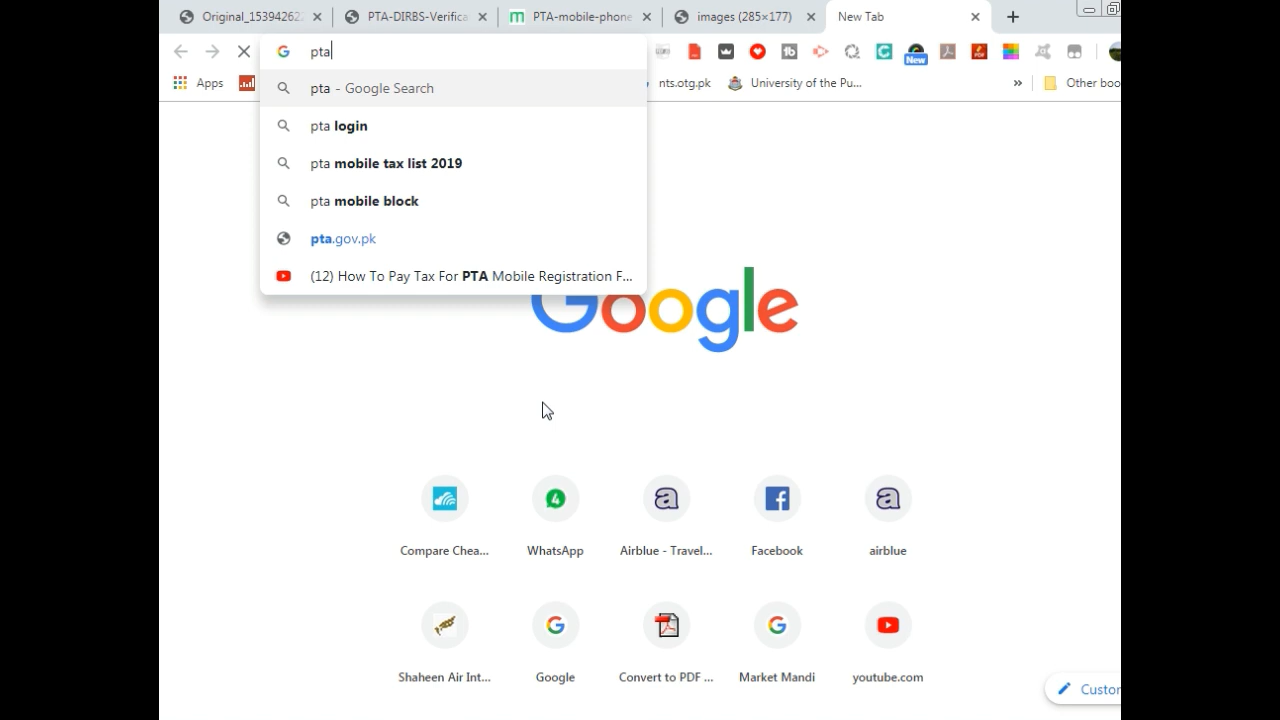 Original_153942622
PTA-DIRBS-Verifica
PTA-mobile-phone
images (285×177)
New Tab
pta
New
Apps
nts.otg.pk
University of the Pu...
»
Other boo
pta - Google Search
pta login
pta mobile tax list 2019
pta mobile block
pta.gov.pk
(12) How To Pay Tax For PTA Mobile Registration F...
Google
Compare Chea...
WhatsApp
Airblue - Travel...
Facebook
airblue
Shaheen Air Int...
Google
Convert to PDF ...
Market Mandi
youtube.com
Custor